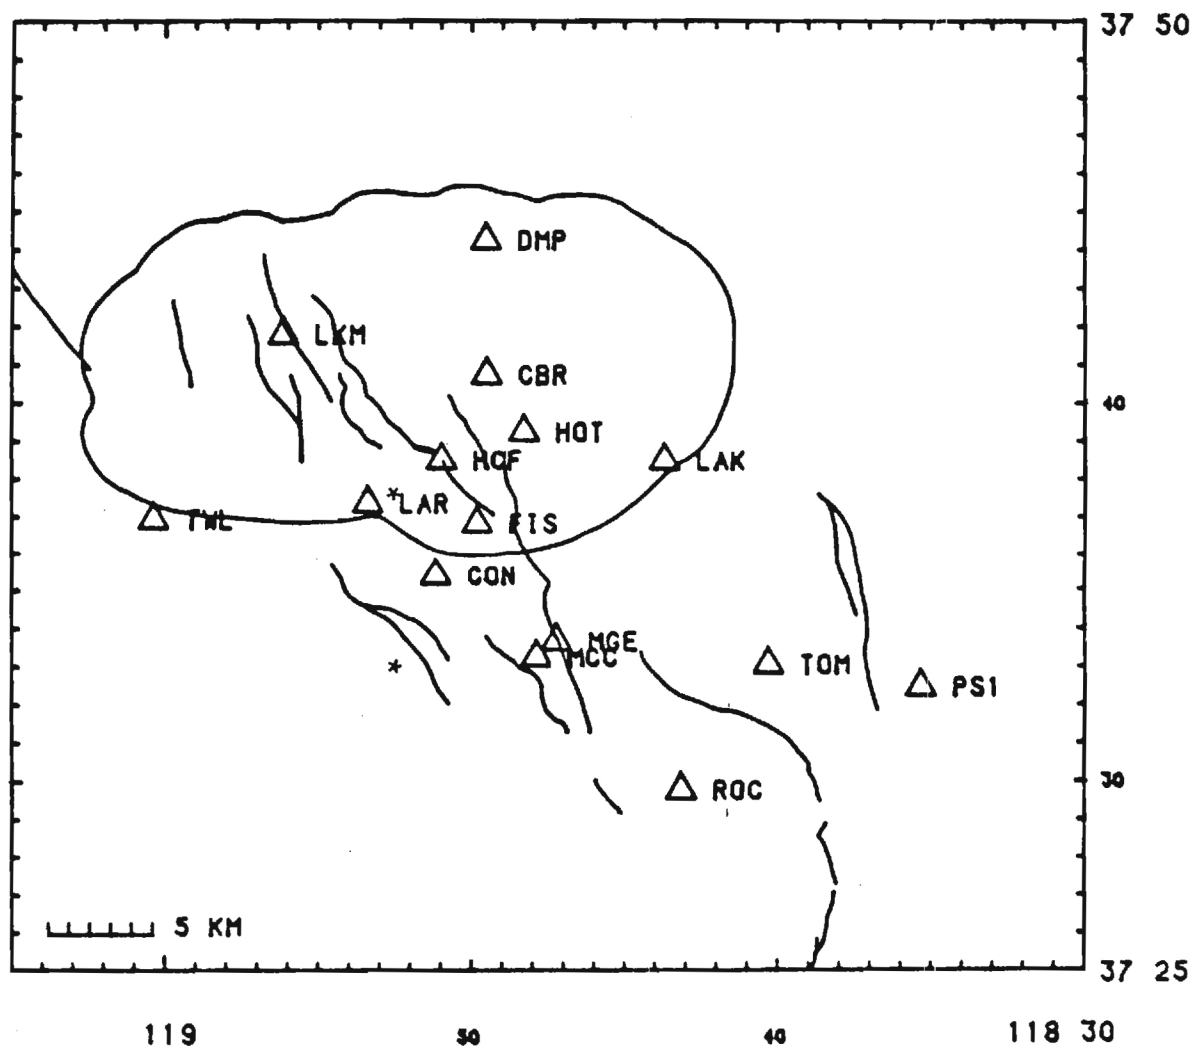 37 50
DMP
LKM
CBR
40
HOT
HCF
LAK
*LAR
TWL
FIS
CON
MGE
MCC
*
TOM
PS1
30
ROC
5 KM
37 25
119
50
40
118 30